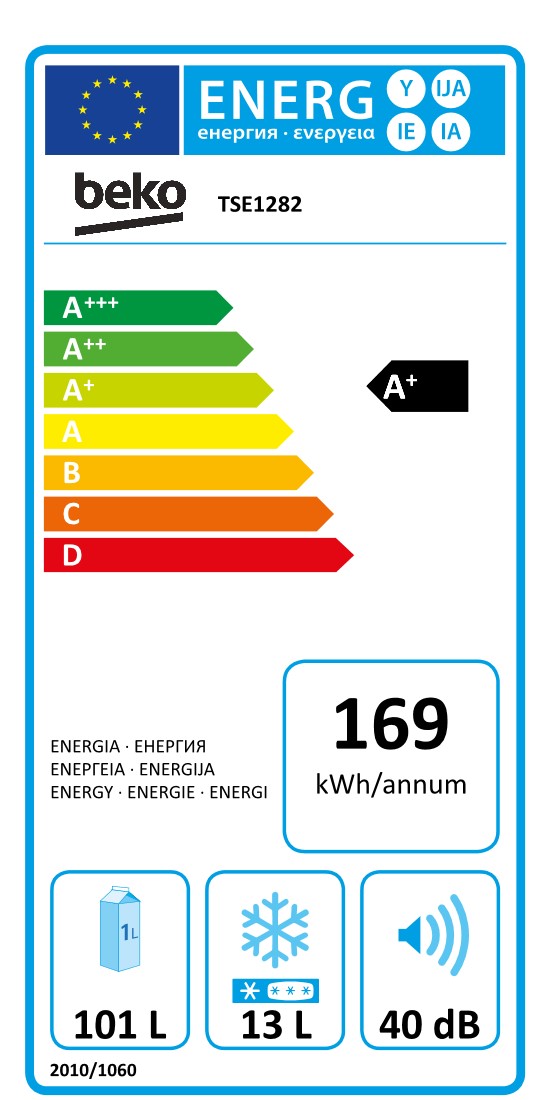 ENERG Y IJA
енергия · ενεργεια IE IA
beko TSE1282
A+++
A++
A+ A+
A
B
C
D
169
kWh/annum
ENERGIA · ЕНЕРГИЯ
ΕΝΕΡΓΕΙΑ · ENERGIJA
ENERGY · ENERGIE · ENERGI
1L
101 L 13 L 40 dB
2010/1060